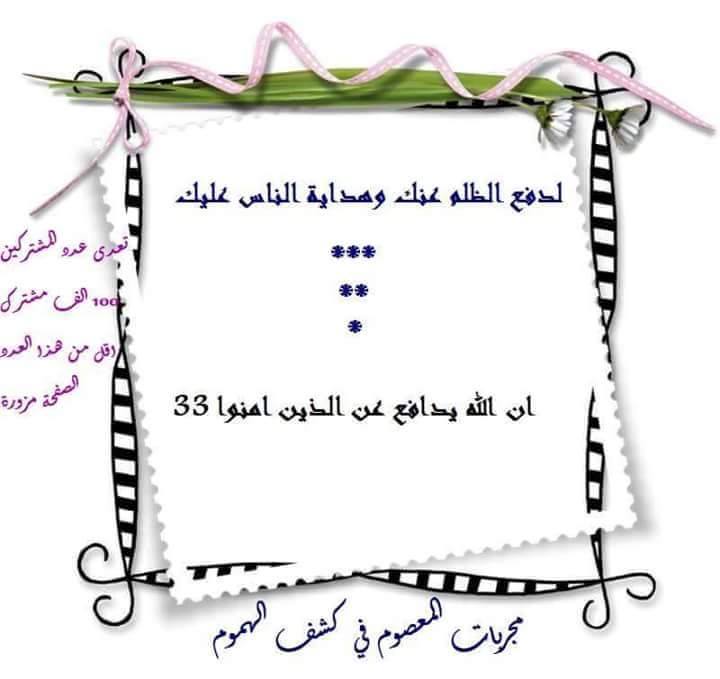 لدفع الظلم عنك وهداية الناس عليك
***
**
*
ان الله يدافع عن الذين امنوا 33
تعدى عدد المشتركين
100 الف مشترك
اقل من هذا العدد
الصفحة مزورة
مجربات المعصوم في كشف الهموم